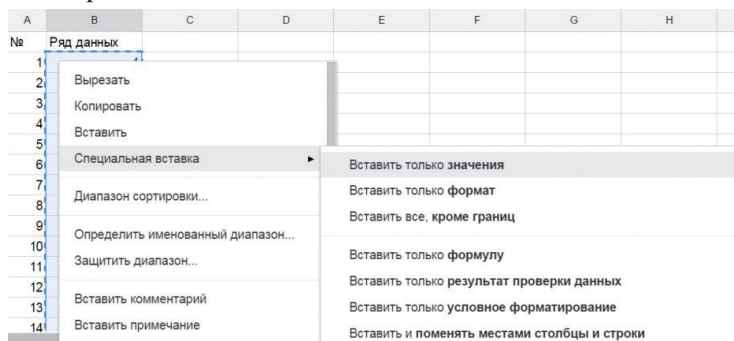 A B C D E F G H
№ Ряд данных
1
2 Вырезать
3 Копировать
4 Вставить
5
6 Специальная вставка ► Вставить только значения
7 Вставить только формат
8 Диапазон сортировки...
Вставить все, кроме границ
9 Определить именованный диапазон...
10 Вставить только формулу
11 Защитить диапазон...
Вставить только результат проверки данных
12
13 Вставить комментарий Вставить только условное форматирование
14 Вставить примечание Вставить и поменять местами столбцы и строки